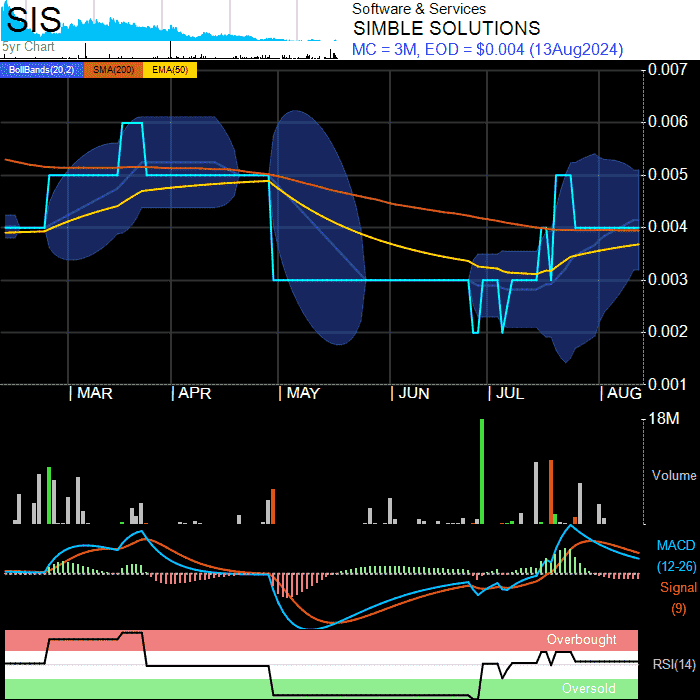 SIS
5yr Chart
Software & Services
SIMBLE SOLUTIONS
MC = 3M, EOD = $0.004 (13Aug2024)
BollBands(20,2) SMA(200) EMA(50)
0.007
0.006
0.005
0.004
0.003
0.002
0.001
MAR APR MAY JUN JUL AUG
18M
Volume
MACD
(12-26)
Signal
(9)
Overbought
RSI(14)
Oversold